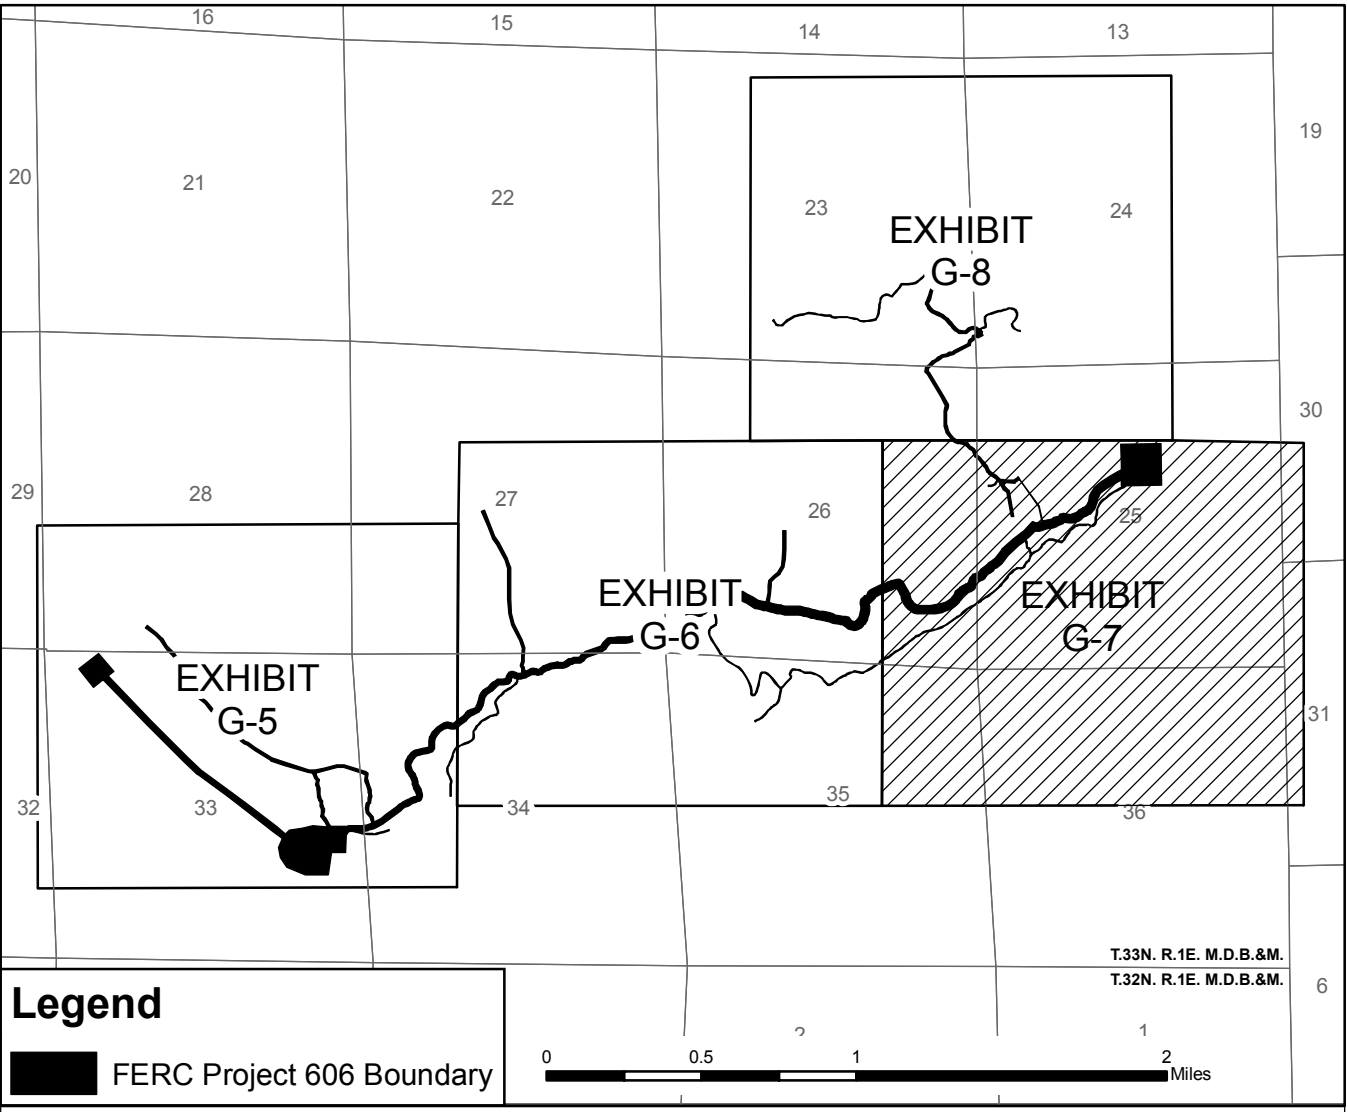 16
15
14
13
19
20
21
22
23
24
EXHIBIT
G-8
30
29
28
27
26
25
EXHIBIT
G-6
EXHIBIT
G-7
EXHIBIT
G-5
31
32
33
34
35
36
T.33N. R.1E. M.D.B.&M.
T.32N. R.1E. M.D.B.&M.
6
2
1
Legend
FERC Project 606 Boundary
0
0.5
1
2
Miles